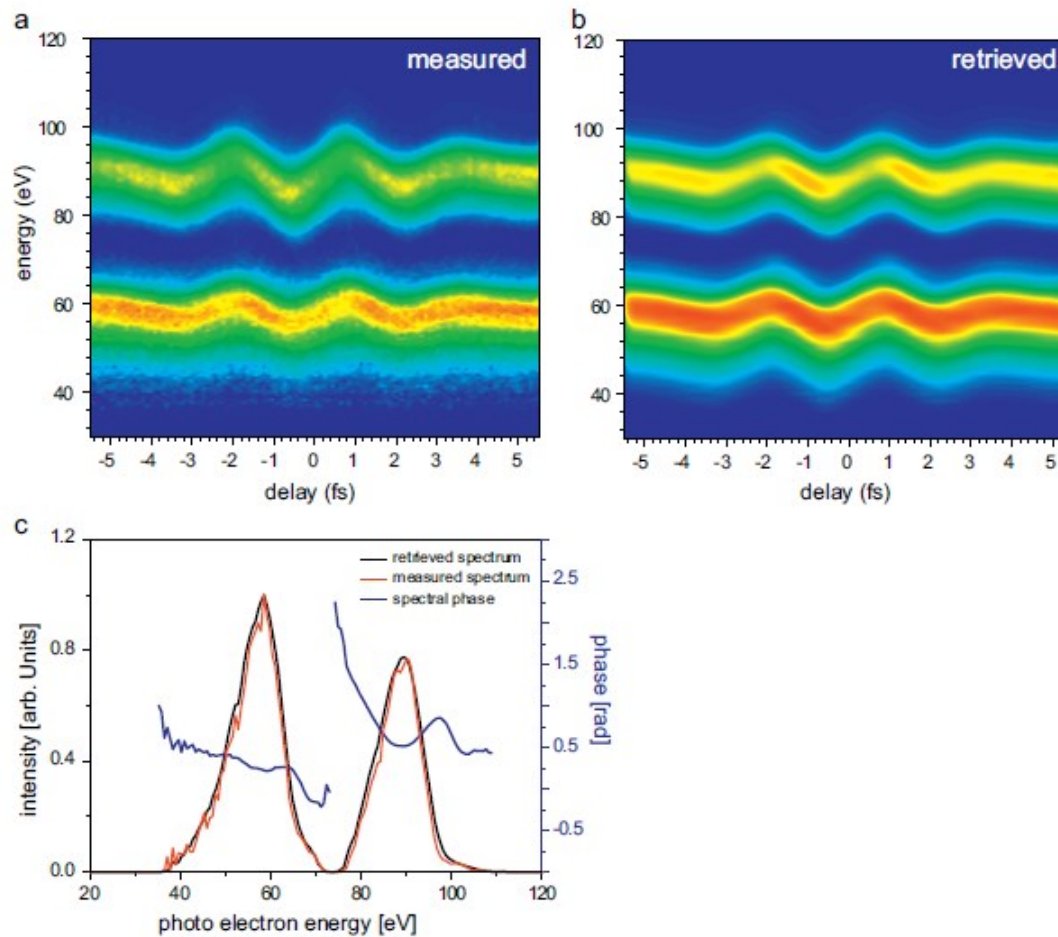 a
measured
120
100
80
60
40
energy (eV)
-5 -4 -3 -2 -1 0 1 2 3 4 5
delay (fs)
b
retrieved
120
100
80
60
40
-5 -4 -3 -2 -1 0 1 2 3 4 5
delay (fs)
c
1.2
0.8
0.4
0.0
intensity [arb. Units]
retrieved spectrum
measured spectrum
spectral phase
2.5
1.5
0.5
-0.5
phase [rad]
20 40 60 80 100 120
photo electron energy [eV]